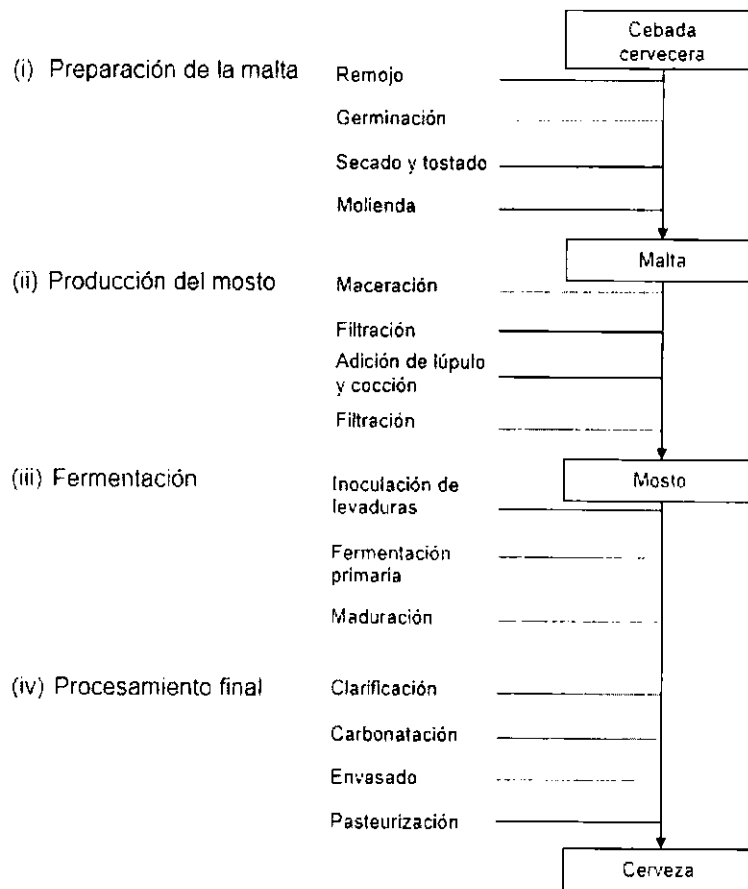 Cebada
cervecera
(i) Preparación de la malta
Remojo
Germinación
Secado y tostado
Molienda
Malta
(ii) Producción del mosto
Maceración
Filtración
Adición de lúpulo
y cocción
Filtración
Mosto
(iii) Fermentación
Inoculación de
levaduras
Fermentación
primaria
Maduración
(iv) Procesamiento final
Clarificación
Carbonatación
Envasado
Pasteurización
Cerveza